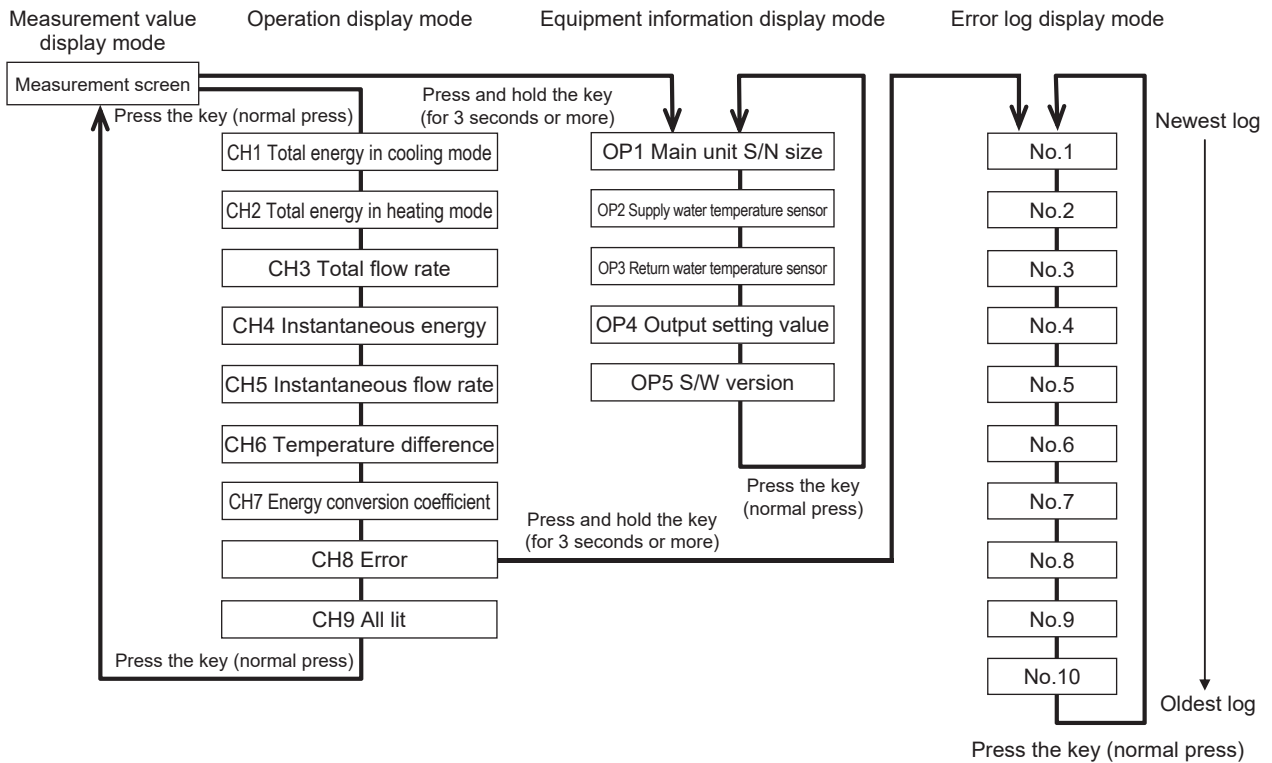 Measurement value
display mode
Operation display mode
Equipment information display mode
Error log display mode
Measurement screen
Press the key (normal press)
Press and hold the key
(for 3 seconds or more)
CH1 Total energy in cooling mode
CH2 Total energy in heating mode
CH3 Total flow rate
CH4 Instantaneous energy
CH5 Instantaneous flow rate
CH6 Temperature difference
CH7 Energy conversion coefficient
CH8 Error
CH9 All lit
Press the key (normal press)
OP1 Main unit S/N size
OP2 Supply water temperature sensor
OP3 Return water temperature sensor
OP4 Output setting value
OP5 S/W version
Press the key
(normal press)
Press and hold the key
(for 3 seconds or more)
No.1
No.2
No.3
No.4
No.5
No.6
No.7
No.8
No.9
No.10
Newest log
Oldest log
Press the key (normal press)